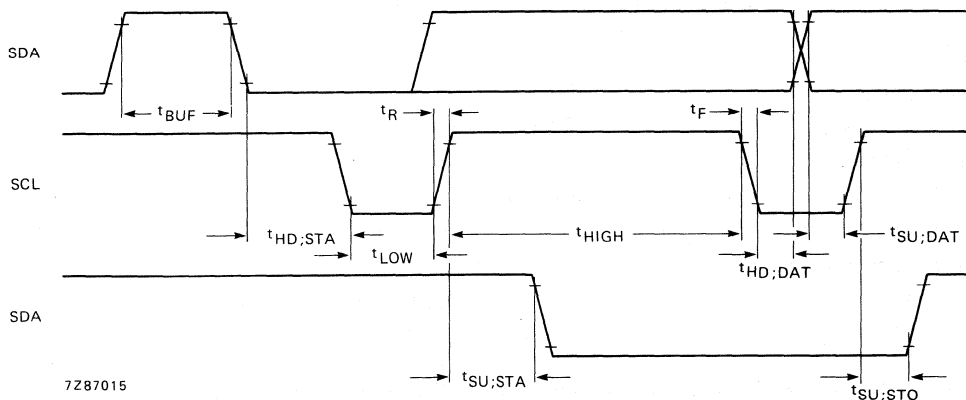 SDA
tBUF
tR
tF
SCL
tHD;STA
tLOW
tHIGH
tSU;DAT
tHD;DAT
SDA
tSU;STA
tSU;STO
7Z87015